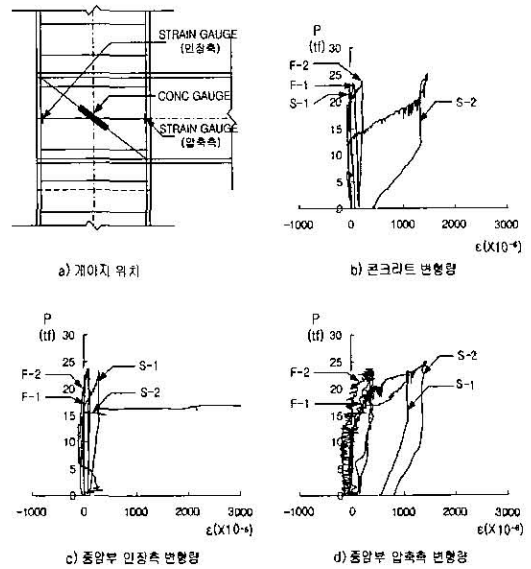 STRAIN GAUGE
(인장측)
CONC GAUGE
STRAIN GAUGE
(압축측)
a) 게이지 위치
P
(tf)
30
25
20
15
10
5
0
F-2
F-1
S-1
S-2
-1000 0 1000 2000 3000
ε(X10⁻⁶)
b) 콘크리트 변형량
P
(tf)
30
25
20
15
10
5
0
F-2
F-1
S-1
S-2
-1000 0 1000 2000 3000
ε(X10⁻⁶)
c) 중앙부 인장측 변형량
P
(tf)
30
25
20
15
10
5
0
F-2
F-1
S-2
S-1
-1000 0 1000 2000 3000
ε(X10⁻⁶)
d) 중앙부 압축측 변형량